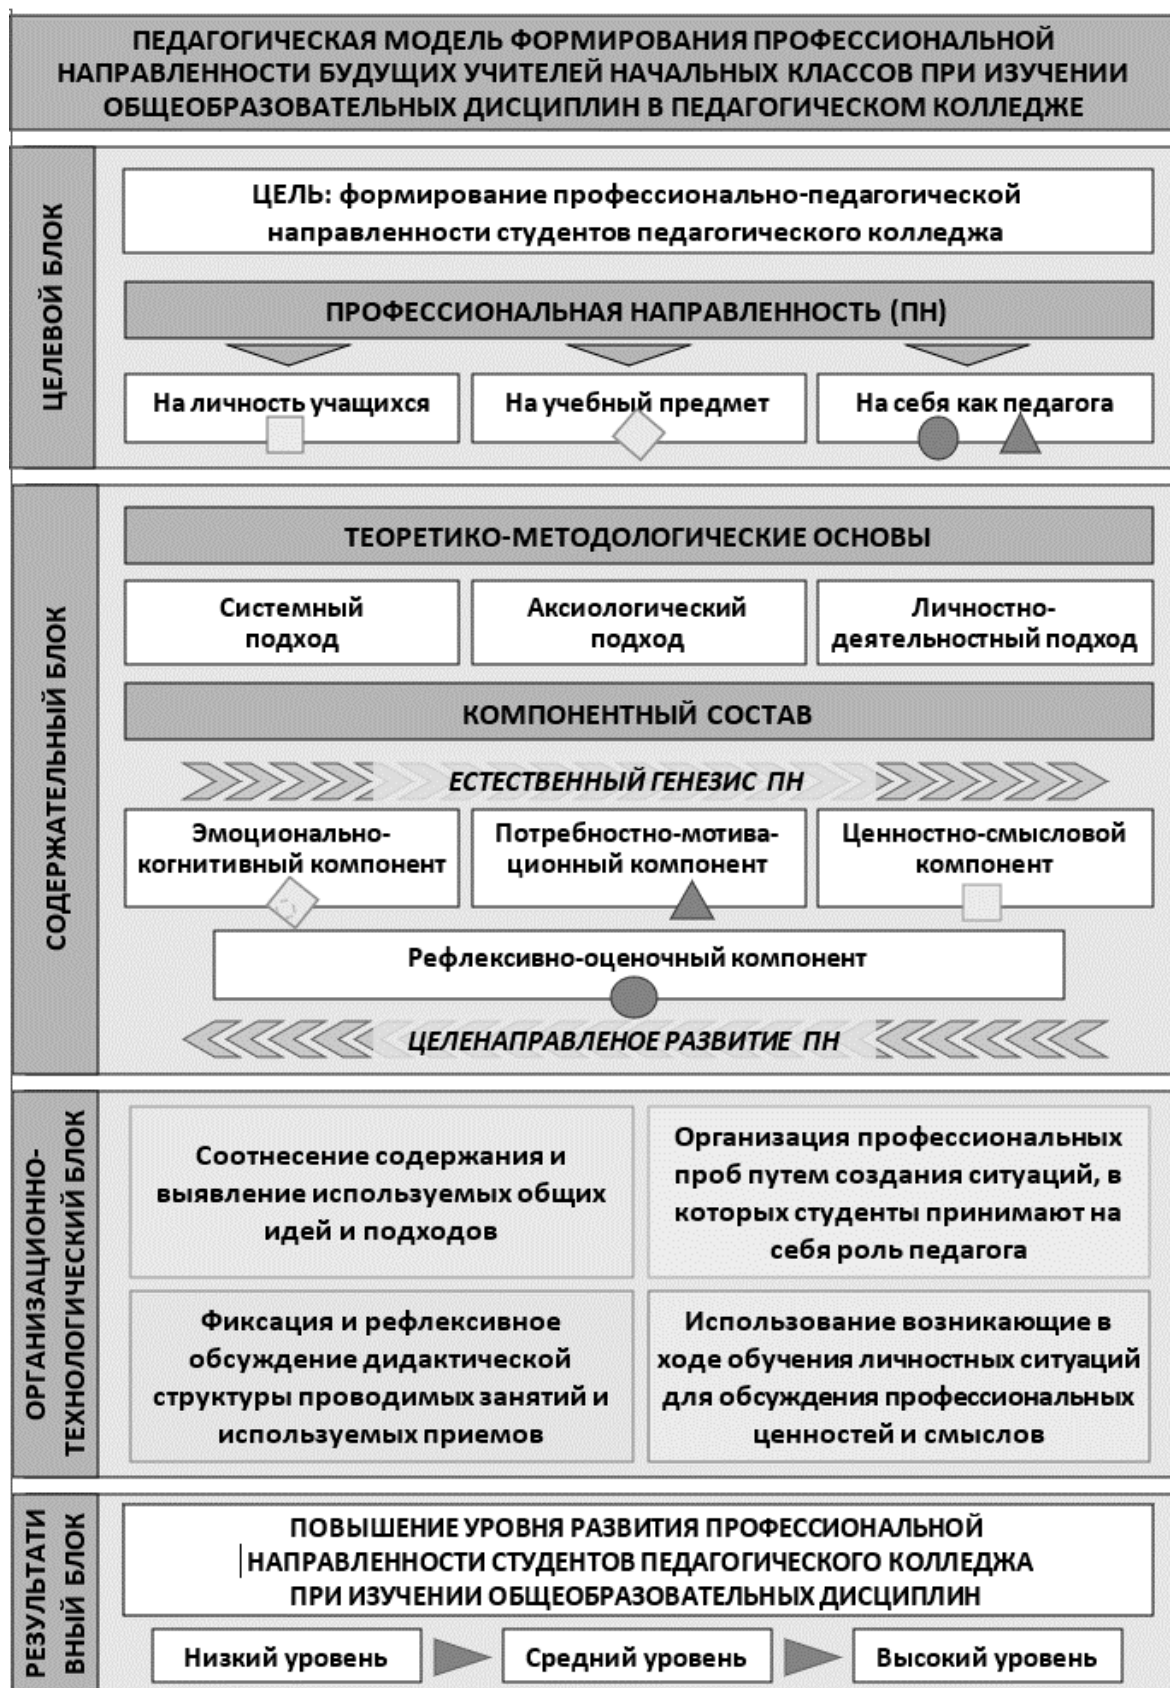 ПЕДАГОГИЧЕСКАЯ МОДЕЛЬ ФОРМИРОВАНИЯ ПРОФЕССИОНАЛЬНОЙ
НАПРАВЛЕННОСТИ БУДУЩИХ УЧИТЕЛЕЙ НАЧАЛЬНЫХ КЛАССОВ ПРИ ИЗУЧЕНИИ
ОБЩЕОБРАЗОВАТЕЛЬНЫХ ДИСЦИПЛИН В ПЕДАГОГИЧЕСКОМ КОЛЛЕДЖЕ
ЦЕЛЕВОЙ БЛОК
ЦЕЛЬ: формирование профессионально-педагогической
направленности студентов педагогического колледжа
ПРОФЕССИОНАЛЬНАЯ НАПРАВЛЕННОСТЬ (ПН)
На личность учащихся
На учебный предмет
На себя как педагога
СОДЕРЖАТЕЛЬНЫЙ БЛОК
ТЕОРЕТИКО-МЕТОДОЛОГИЧЕСКИЕ ОСНОВЫ
Системный
подход
Аксиологический
подход
Личностно-
деятельностный подход
КОМПОНЕНТНЫЙ СОСТАВ
ЕСТЕСТВЕННЫЙ ГЕНЕЗИС ПН
Эмоционально-
когнитивный компонент
Потребностно-мотива-
ционный компонент
Ценностно-смысловой
компонент
Рефлексивно-оценочный компонент
ЦЕЛЕНАПРАВЛЕНОЕ РАЗВИТИЕ ПН
ОРГАНИЗАЦИОННО-
ТЕХНОЛОГИЧЕСКИЙ БЛОК
Соотнесение содержания и
выявление используемых общих
идей и подходов
Организация профессиональных
проб путем создания ситуаций, в
которых студенты принимают на
себя роль педагога
Фиксация и рефлексивное
обсуждение дидактической
структуры проводимых занятий и
используемых приемов
Использование возникающие в
ходе обучения личностных ситуаций
для обсуждения профессиональных
ценностей и смыслов
РЕЗУЛЬТАТИ
ВНЫЙ БЛОК
ПОВЫШЕНИЕ УРОВНЯ РАЗВИТИЯ ПРОФЕССИОНАЛЬНОЙ
НАПРАВЛЕННОСТИ СТУДЕНТОВ ПЕДАГОГИЧЕСКОГО КОЛЛЕДЖА
ПРИ ИЗУЧЕНИИ ОБЩЕОБРАЗОВАТЕЛЬНЫХ ДИСЦИПЛИН
Низкий уровень
Средний уровень
Высокий уровень